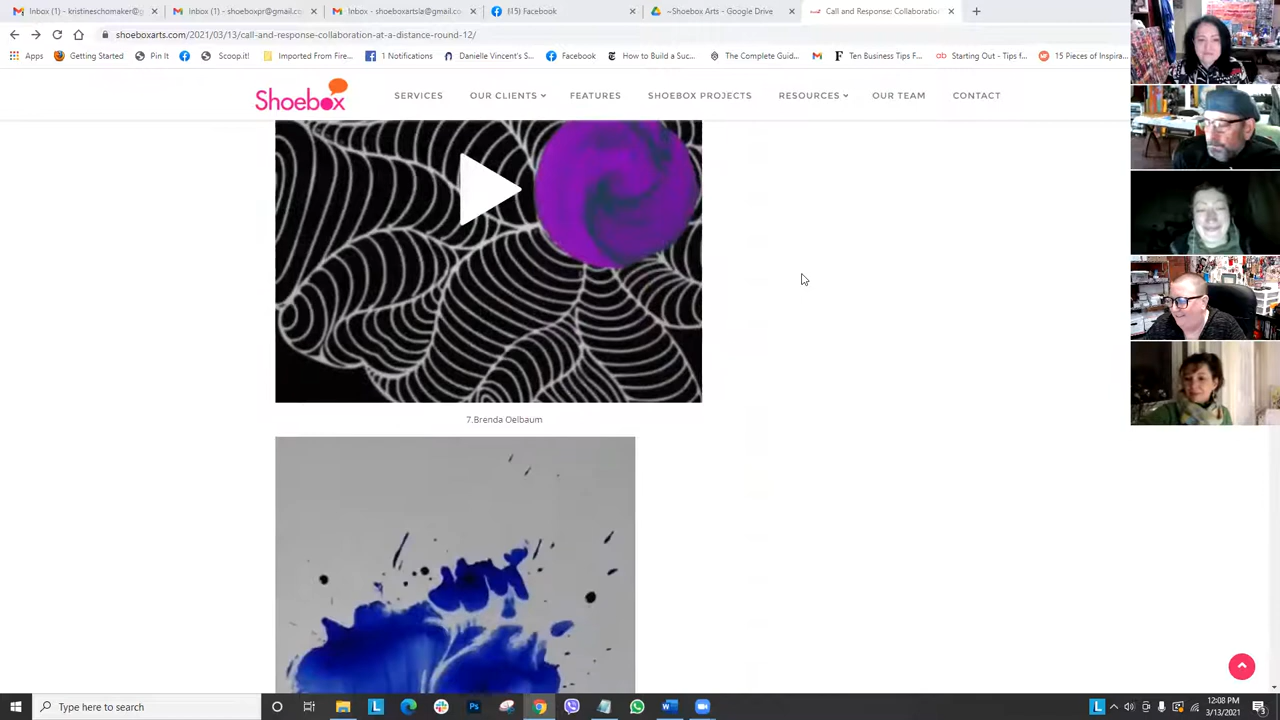 Inbox (1) - kristineschomaker@g
Inbox (1) - shoeboxpr@gmail.co
Inbox - shoeboxartsla@gmail.co
(15) Facebook
~Shoebox Arts - Google Drive
Call and Response: Collaboratio
shoeboxarts.com/2021/03/13/call-and-response-collaboration-at-a-distance-round-12/
Apps
Getting Started
Pin It
Scoop.it!
Imported From Firef...
1 Notifications
Danielle Vincent's B...
Facebook
How to Build a Suc...
The Complete Guid...
Ten Business Tips F...
Starting Out - Tips f...
15 Pieces of Inspira...
Shoebox
SERVICES
OUR CLIENTS
FEATURES
SHOEBOX PROJECTS
RESOURCES
OUR TEAM
CONTACT
7.Brenda Oelbaum
Type here to search
12:08 PM
3/13/2021